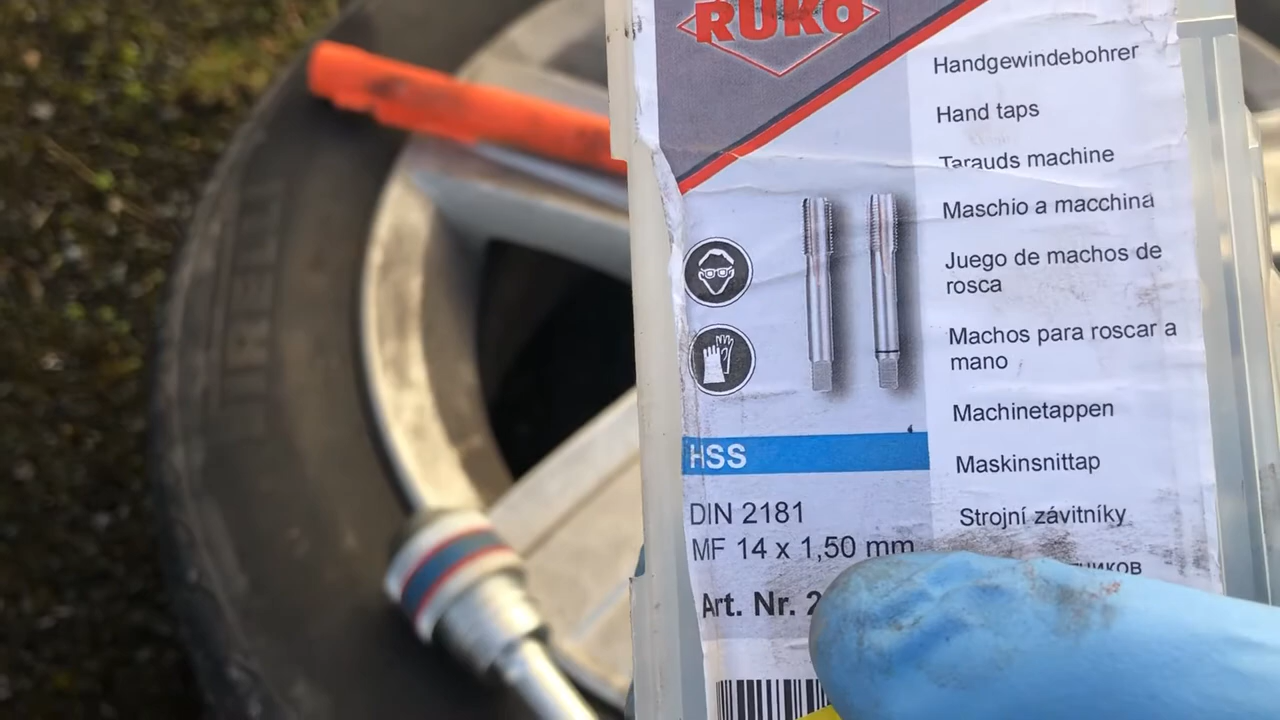 RUKO
Handgewindebohrer
Hand taps
Tarauds machine
Maschio a macchina
Juego de machos de
rosca
Machos para roscar a
mano
Machinetappen
Maskinsnittap
Strojní závitníky
HSS
DIN 2181
MF 14 x 1,50 mm
Art. Nr. 2